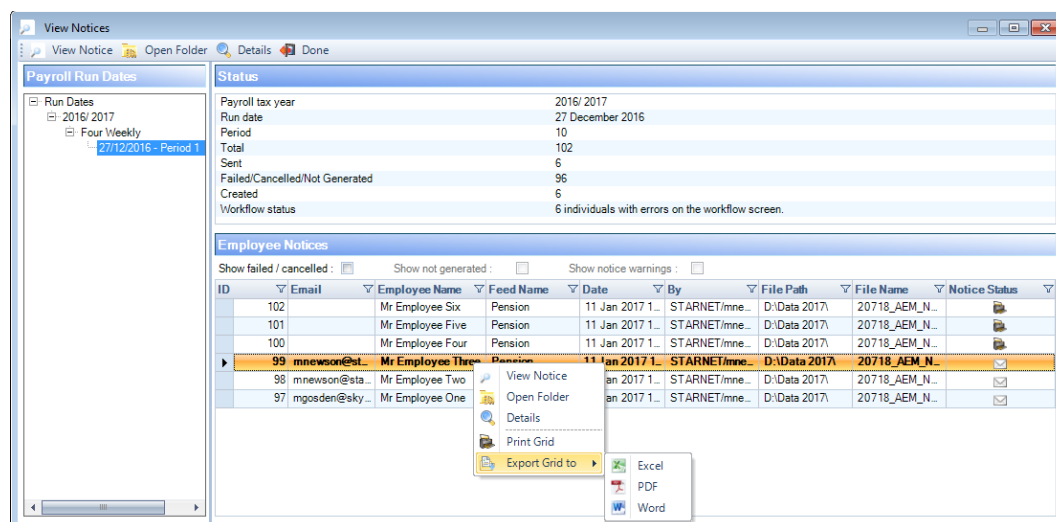 View Notices
View Notice Open Folder Details Done
Payroll Run Dates
Run Dates
2016/ 2017
Four Weekly
27/12/2016 - Period 1
Status
Payroll tax year 2016/ 2017
Run date 27 December 2016
Period 10
Total 102
Sent 6
Failed/Cancelled/Not Generated 96
Created 6
Workflow status 6 individuals with errors on the workflow screen.
Employee Notices
Show failed / cancelled : Show not generated : Show notice warnings :
ID Email Employee Name Feed Name Date By File Path File Name Notice Status
102 Mr Employee Six Pension 11 Jan 2017 1... STARNET/mne... D:\Data 2017\ 20718_AEM_N...
101 Mr Employee Five Pension 11 Jan 2017 1... STARNET/mne... D:\Data 2017\ 20718_AEM_N...
100 Mr Employee Four Pension 11 Jan 2017 1... STARNET/mne... D:\Data 2017\ 20718_AEM_N...
99 mnewson@st... Mr Employee Three Pension 11 Jan 2017 1... STARNET/mne... D:\Data 2017\ 20718_AEM_N...
98 mnewson@sta... Mr Employee Two an 2017 1... STARNET/mne... D:\Data 2017\ 20718_AEM_N...
97 mgosden@sky... Mr Employee One an 2017 1... STARNET/mne... D:\Data 2017\ 20718_AEM_N...
View Notice
Open Folder
Details
Print Grid
Export Grid to
Excel
PDF
Word